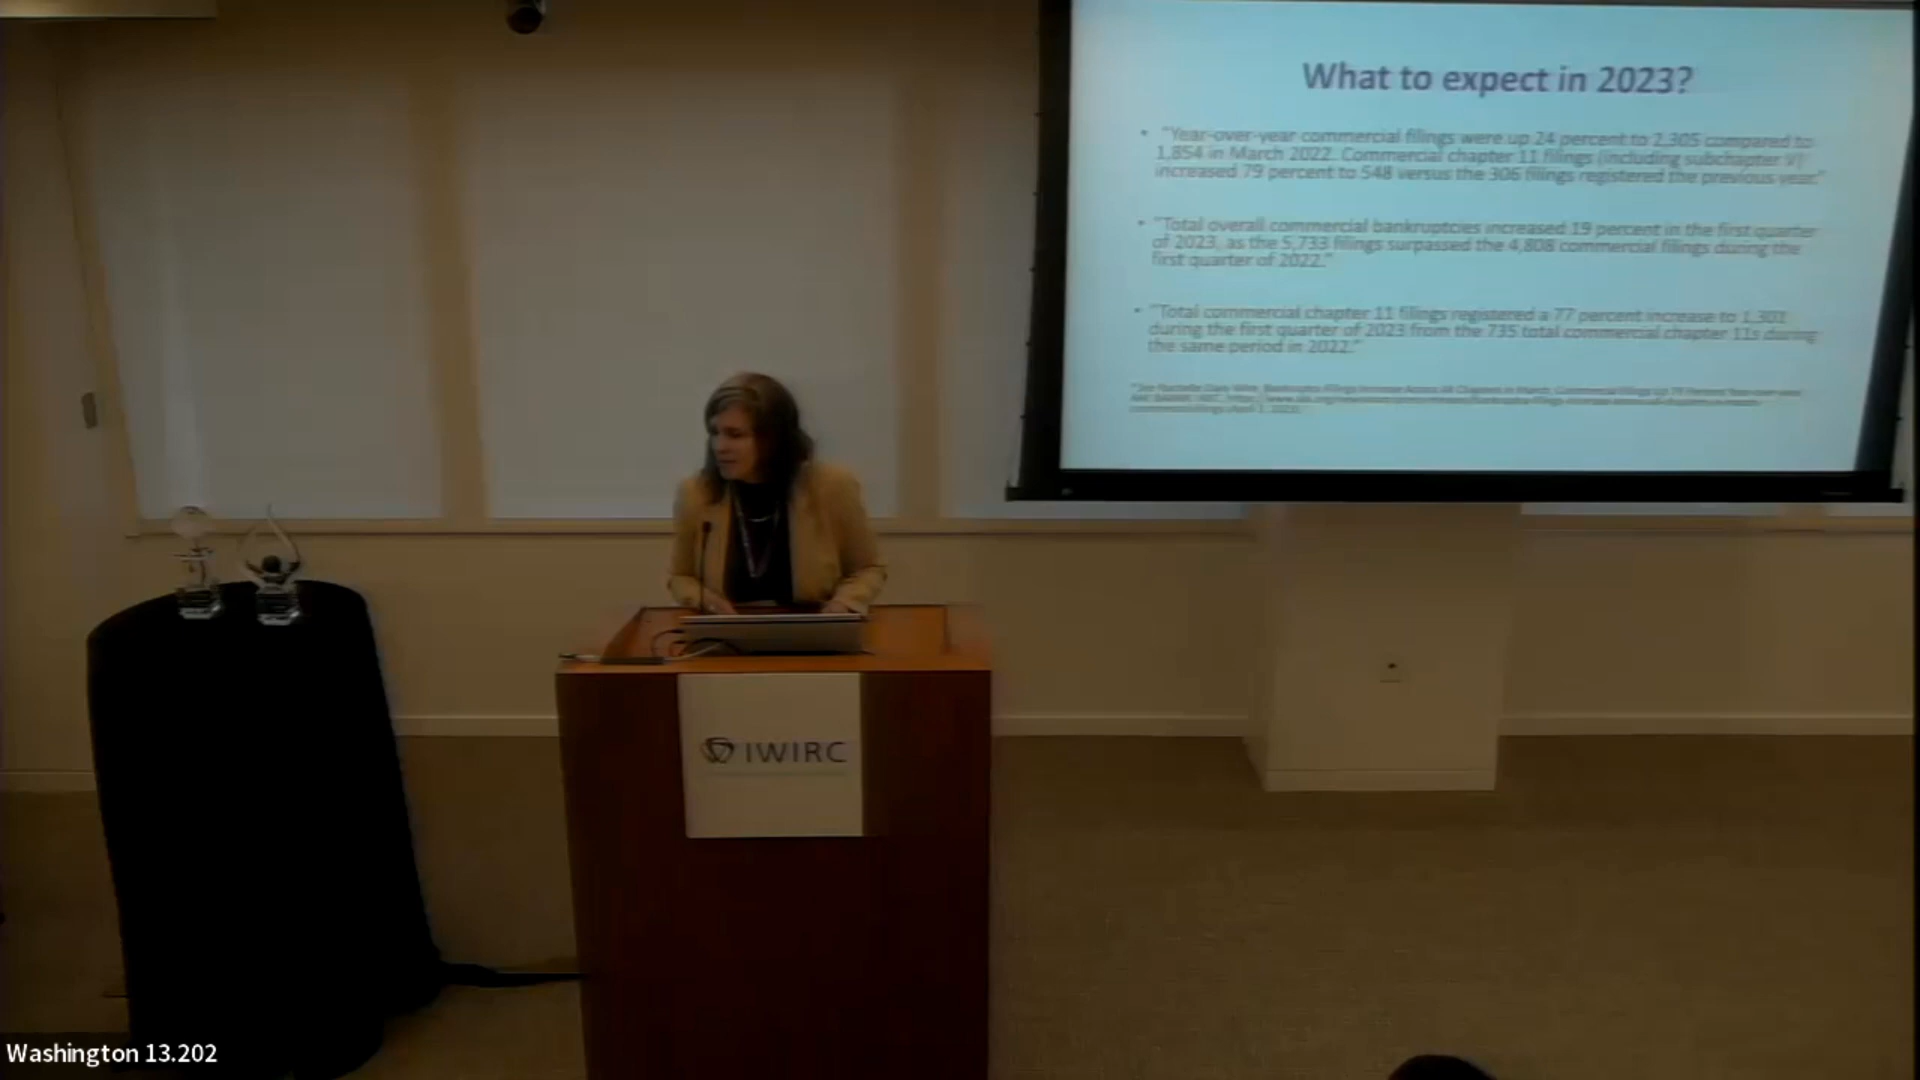 What to expect in 2023?
• "Year-over-year commercial filings were up 24 percent to 2,305 compared to
1,854 in March 2022. Commercial chapter 11 filings (including subchapter V)
increased 79 percent to 548 versus the 306 filings registered the previous year."
• "Total overall commercial bankruptcies increased 19 percent in the first quarter
of 2023, as the 5,733 filings surpassed the 4,808 commercial filings during the
first quarter of 2022."
• "Total commercial chapter 11 filings registered a 77 percent increase to 1,301
during the first quarter of 2023 from the 735 total commercial chapter 11s during
the same period in 2022."
IWIRC
Washington 13.202